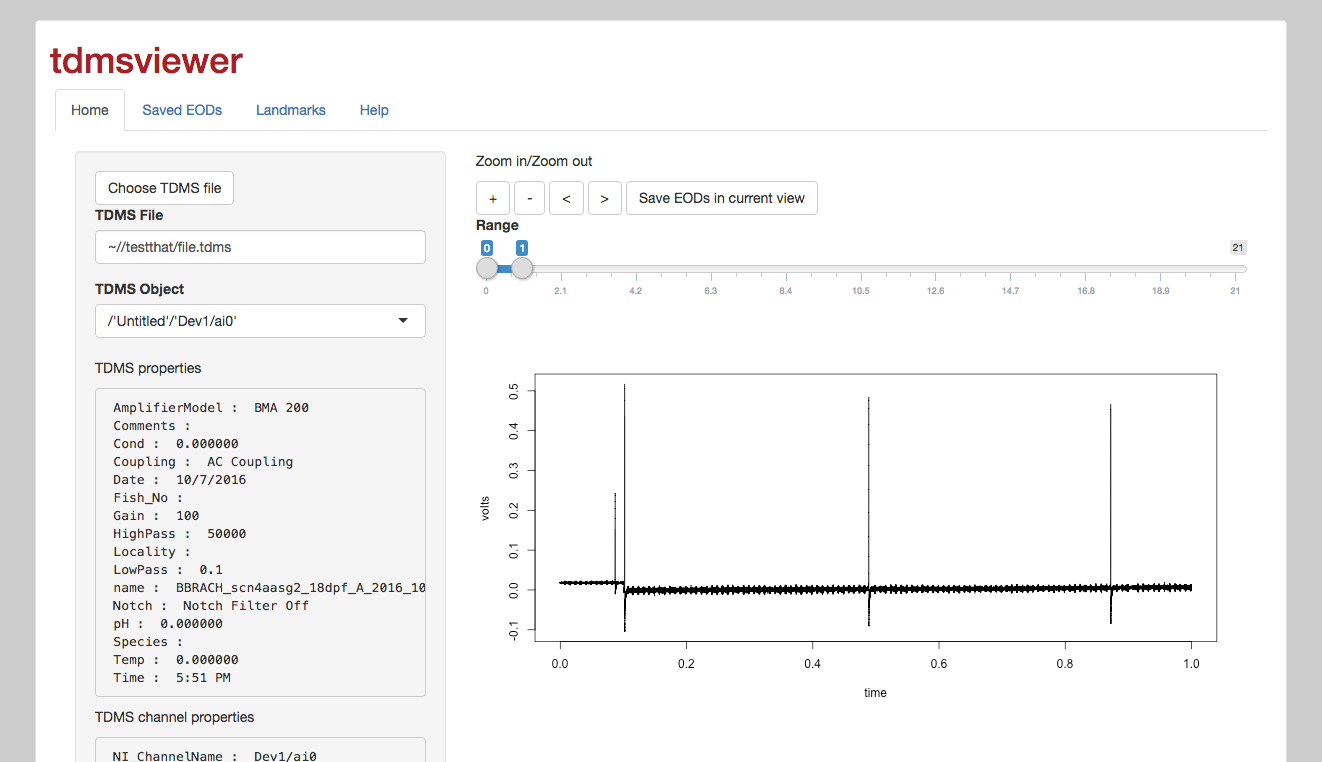 tdmsviewer
Home Saved EODs Landmarks Help
Choose TDMS file
TDMS File
~//testthat/file.tdms
TDMS Object
/'Untitled'/'Dev1/ai0'
TDMS properties
AmplifierModel : BMA 200
Comments :
Cond : 0.000000
Coupling : AC Coupling
Date : 10/7/2016
Fish_No :
Gain : 100
HighPass : 50000
Locality :
LowPass : 0.1
name : BBRACH_scn4aasg2_18dpf_A_2016_10
Notch : Notch Filter Off
pH : 0.000000
Species :
Temp : 0.000000
Time : 5:51 PM
TDMS channel properties
NI_ChannelName : Dev1/ai0
Zoom in/Zoom out
+ - < > Save EODs in current view
Range
0 1 21
0 2.1 4.2 6.3 8.4 10.5 12.6 14.7 16.8 18.9 21
volts
0.5
0.4
0.3
0.2
0.1
0.0
-0.1
0.0 0.2 0.4 0.6 0.8 1.0
time